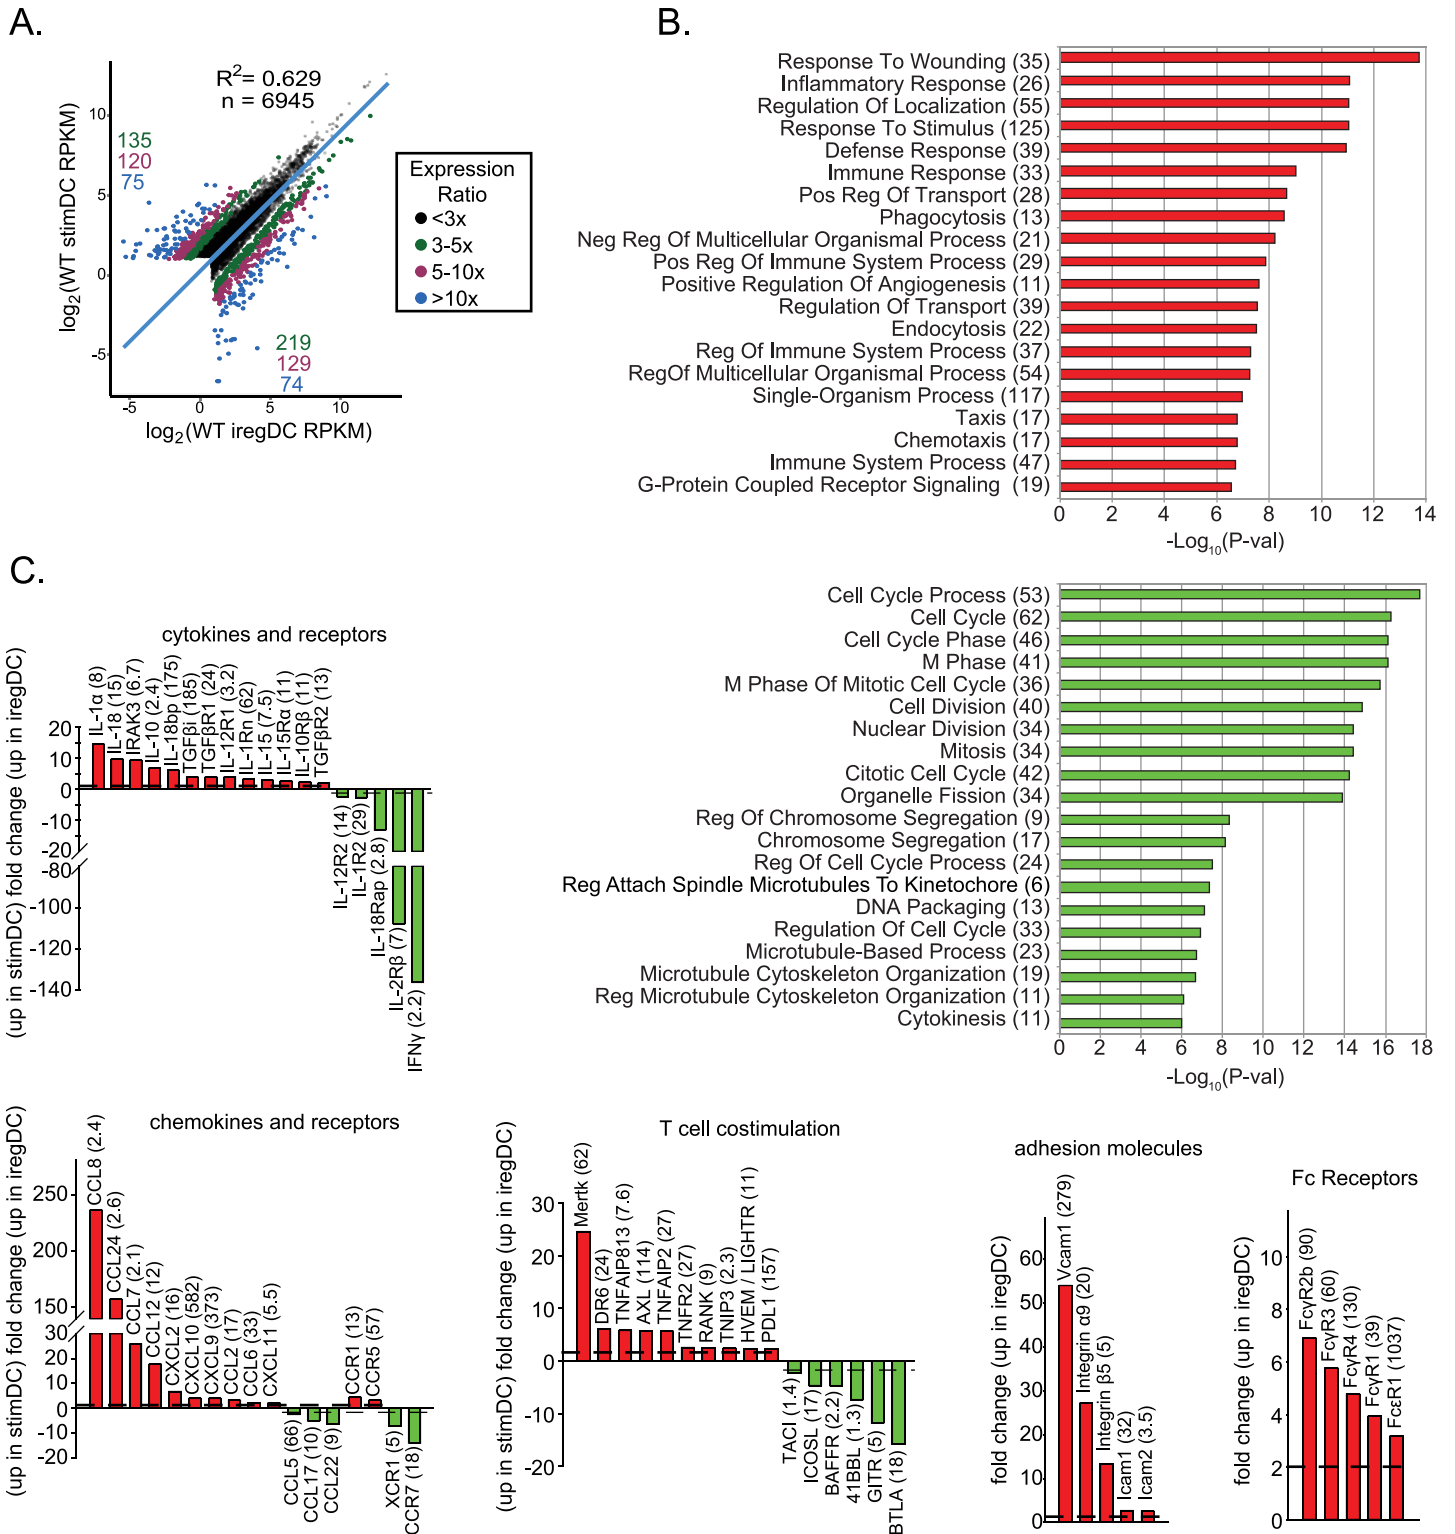 A.
R2= 0.629
n = 6945
log2(WT stimDC RPKM)
10
5
0
-5
135
120
75
219
129
74
-5
0
5
10
log2(WT iregDC RPKM)
Expression
Ratio
<3x
3-5x
5-10x
>10x
B.
Response To Wounding (35)
Inflammatory Response (26)
Regulation Of Localization (55)
Response To Stimulus (125)
Defense Response (39)
Immune Response (33)
Pos Reg Of Transport (28)
Phagocytosis (13)
Neg Reg Of Multicellular Organismal Process (21)
Pos Reg Of Immune System Process (29)
Positive Regulation Of Angiogenesis (11)
Regulation Of Transport (39)
Endocytosis (22)
Reg Of Immune System Process (37)
RegOf Multicellular Organismal Process (54)
Single-Organism Process (117)
Taxis (17)
Chemotaxis (17)
Immune System Process (47)
G-Protein Coupled Receptor Signaling (19)
0 2 4 6 8 10 12 14
-Log10(P-val)
Cell Cycle Process (53)
Cell Cycle (62)
Cell Cycle Phase (46)
M Phase (41)
M Phase Of Mitotic Cell Cycle (36)
Cell Division (40)
Nuclear Division (34)
Mitosis (34)
Citotic Cell Cycle (42)
Organelle Fission (34)
Reg Of Chromosome Segregation (9)
Chromosome Segregation (17)
Reg Of Cell Cycle Process (24)
Reg Attach Spindle Microtubules To Kinetochore (6)
DNA Packaging (13)
Regulation Of Cell Cycle (33)
Microtubule-Based Process (23)
Microtubule Cytoskeleton Organization (19)
Reg Microtubule Cytoskeleton Organization (11)
Cytokinesis (11)
0 2 4 6 8 10 12 14 16 18
-Log10(P-val)
C.
cytokines and receptors
(up in stimDC) fold change (up in iregDC)
20
10
0
-10
-20
-80
-100
-120
-140
IL-1α (8)
IL-18 (15)
IRAK3 (6.7)
IL-10 (2.4)
IL-18bp (175)
TGFβi (185)
TGFβR1 (24)
IL-12R1 (3.2)
IL-1Rn (62)
IL-15 (7.5)
IL-15Rα (11)
IL-10Rβ (11)
TGFβR2 (13)
IL-12R2 (14)
IL-1R2 (29)
IL-18Rap (2.8)
IL-2Rβ (7)
IFNγ (2.2)
chemokines and receptors
(up in stimDC) fold change (up in iregDC)
250
200
150
30
20
10
0
-10
-20
CCL8 (2.4)
CCL24 (2.6)
CCL7 (2.1)
CCL12 (12)
CXCL2 (16)
CXCL10 (582)
CXCL9 (373)
CCL2 (17)
CCL6 (33)
CXCL11 (5.5)
CCL5 (66)
CCL17 (10)
CCL22 (9)
CCR1 (13)
CCR5 (57)
XCR1 (5)
CCR7 (18)
T cell costimulation
(up in stimDC) fold change (up in iregDC)
30
20
10
0
-10
-20
Mertk (62)
DR6 (24)
TNFAIP813 (7.6)
AXL (114)
TNFAIP2 (27)
TNFR2 (27)
RANK (9)
TNIP3 (2.3)
HVEM / LIGHTR (11)
PDL1 (157)
TACI (1.4)
ICOSL (17)
BAFFR (2.2)
41BBL (1.3)
GITR (5)
BTLA (18)
adhesion molecules
fold change (up in iregDC)
60
50
40
30
20
10
0
Vcam1 (279)
Integrin α9 (20)
Integrin β5 (5)
Icam1 (32)
Icam2 (3.5)
Fc Receptors
fold change (up in iregDC)
10
8
6
4
2
0
FcγR2b (90)
FcγR3 (60)
FcγR4 (130)
FcγR1 (39)
FcεR1 (1037)